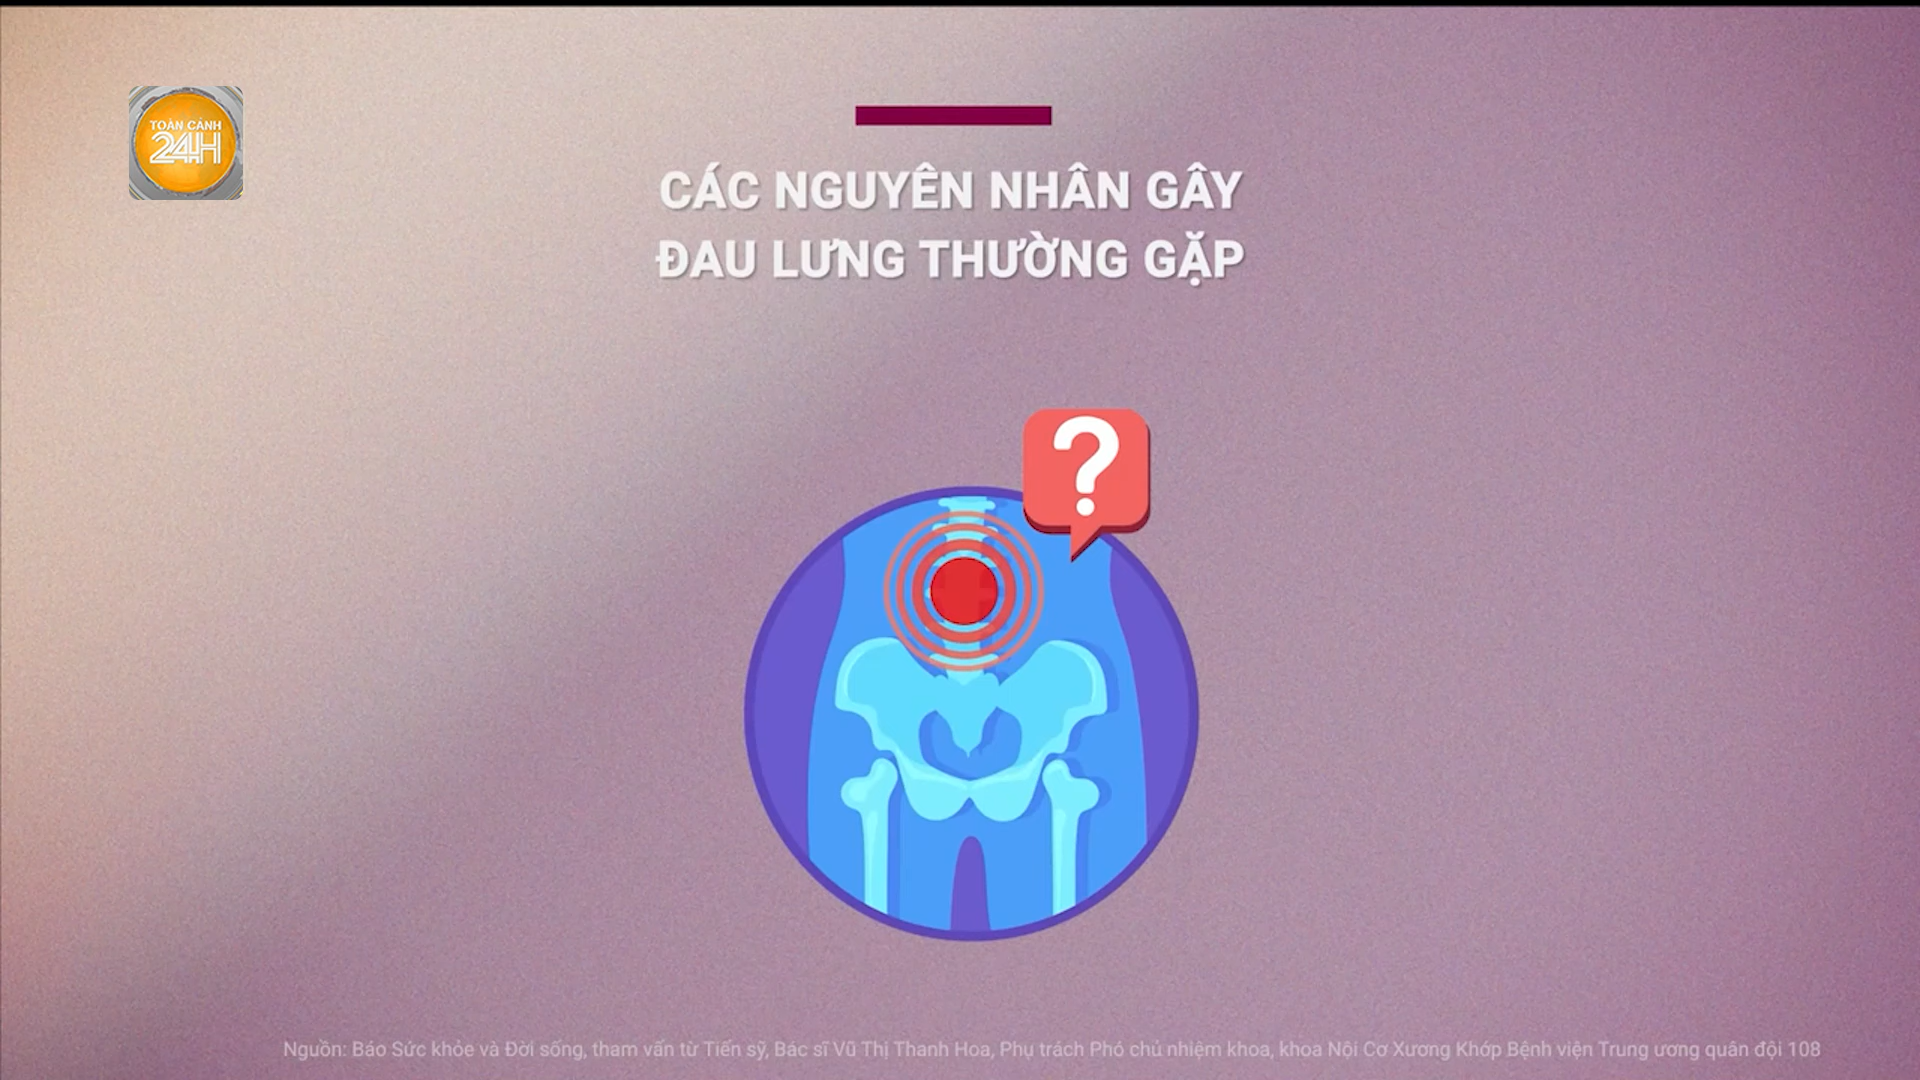 TOÀN CẢNH
24H
CÁC NGUYÊN NHÂN GÂY
ĐAU LƯNG THƯỜNG GẶP
?
Nguồn: Báo Sức khỏe và Đời sống, tham vấn từ Tiến sỹ, Bác sĩ Vũ Thị Thanh Hoa, Phụ trách Phó chủ nhiệm khoa, khoa Nội Cơ Xương Khớp Bệnh viện Trung ương quân đội 108